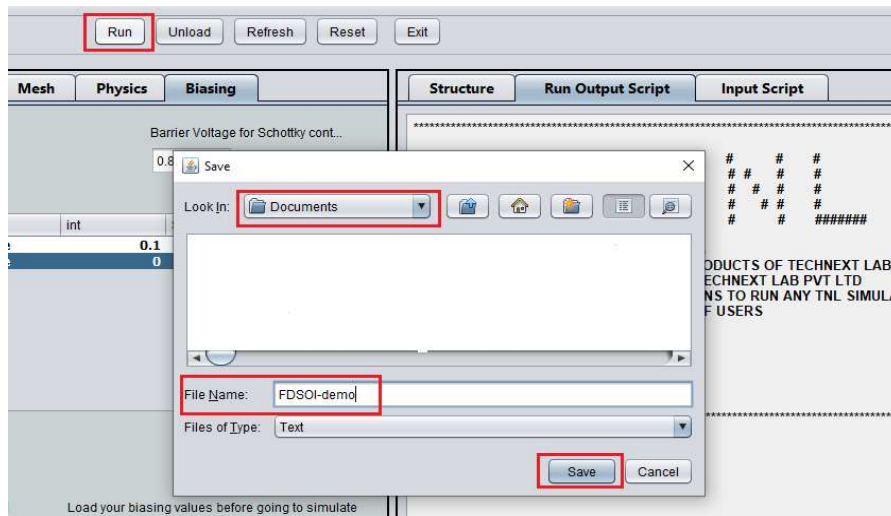 Run Unload Refresh Reset Exit
Mesh Physics Biasing Structure Run Output Script Input Script
Barrier Voltage for Schottky cont...
0.8
Save
Look In: Documents
int
0.1
0
ODUCTS OF TECHNEXT LAB
ECHNEXT LAB PVT LTD
NS TO RUN ANY TNL SIMUL
F USERS
File Name: FDSOI-demo
Files of Type: Text
Save Cancel
Load your biasing values before going to simulate